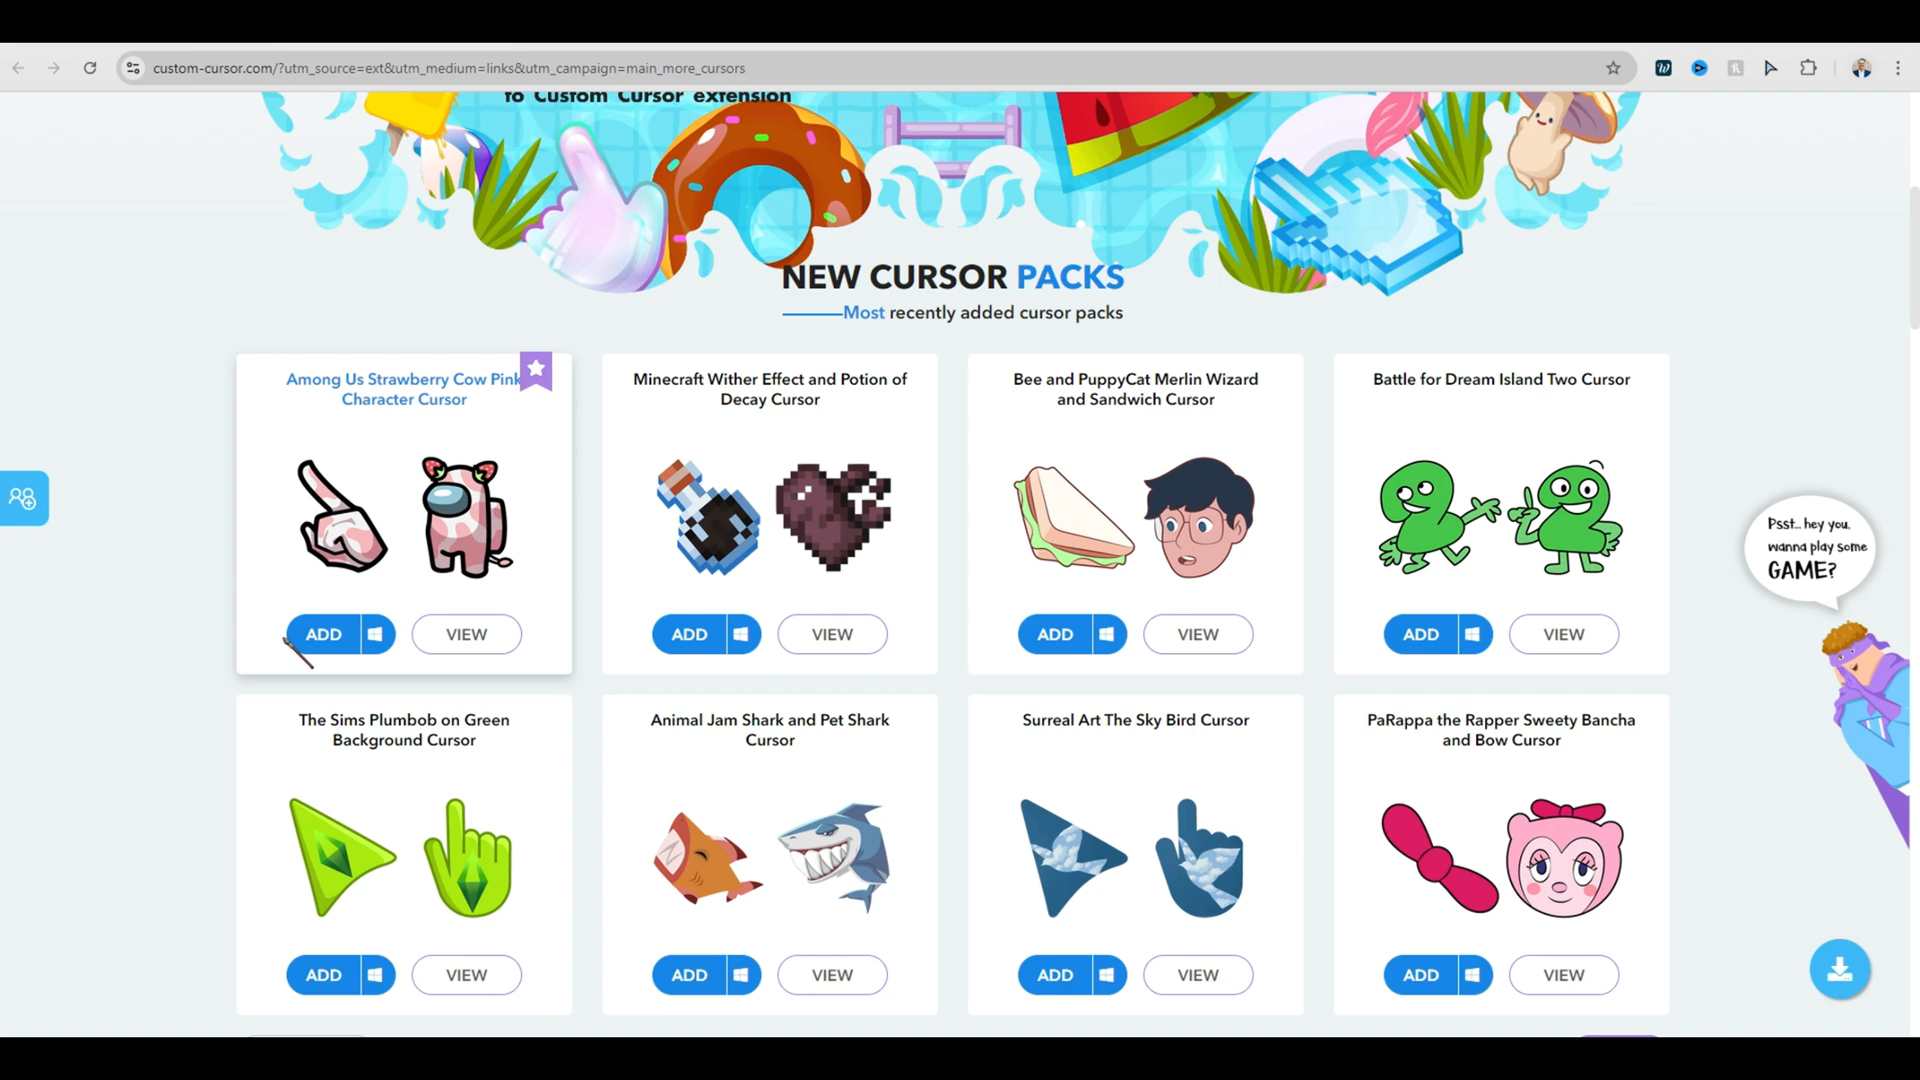 custom-cursor.com/?utm_source=ext&utm_medium=links&utm_campaign=main_more_cursors
to Custom Cursor extension
NEW CURSOR PACKS
Most recently added cursor packs
Among Us Strawberry Cow Pink
Character Cursor
ADD
VIEW
Minecraft Wither Effect and Potion of
Decay Cursor
ADD
VIEW
Bee and PuppyCat Merlin Wizard
and Sandwich Cursor
ADD
VIEW
Battle for Dream Island Two Cursor
ADD
VIEW
Psst... hey you,
wanna play some
GAME?
The Sims Plumbob on Green
Background Cursor
ADD
VIEW
Animal Jam Shark and Pet Shark
Cursor
ADD
VIEW
Surreal Art The Sky Bird Cursor
ADD
VIEW
PaRappa the Rapper Sweety Bancha
and Bow Cursor
ADD
VIEW